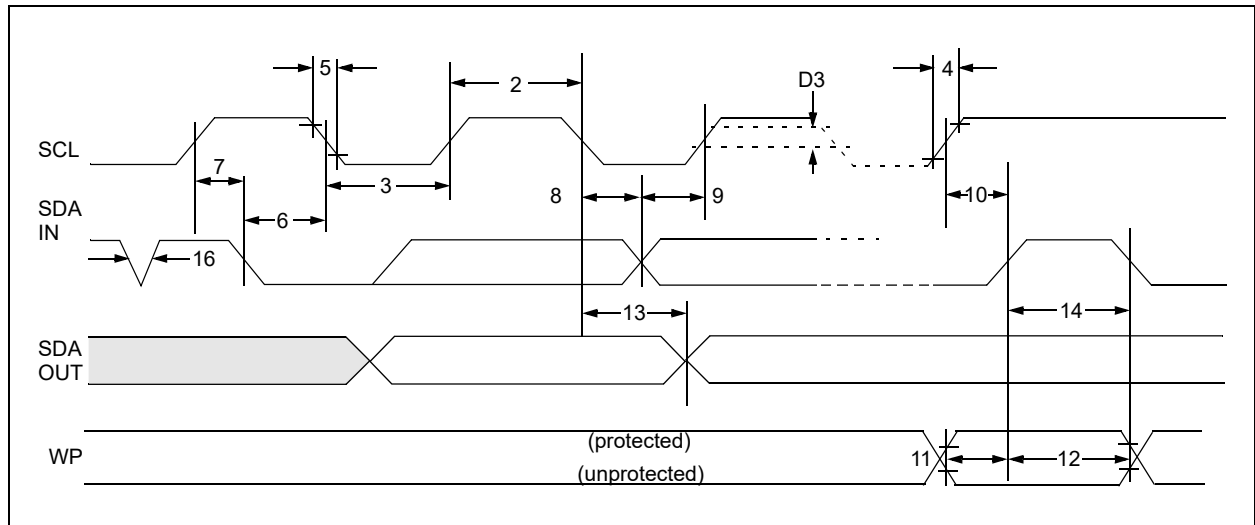 5
2
D3
4
SCL
7
3
8
9
10
SDA
IN
6
16
13
14
SDA
OUT
(protected)
WP
11
12
(unprotected)